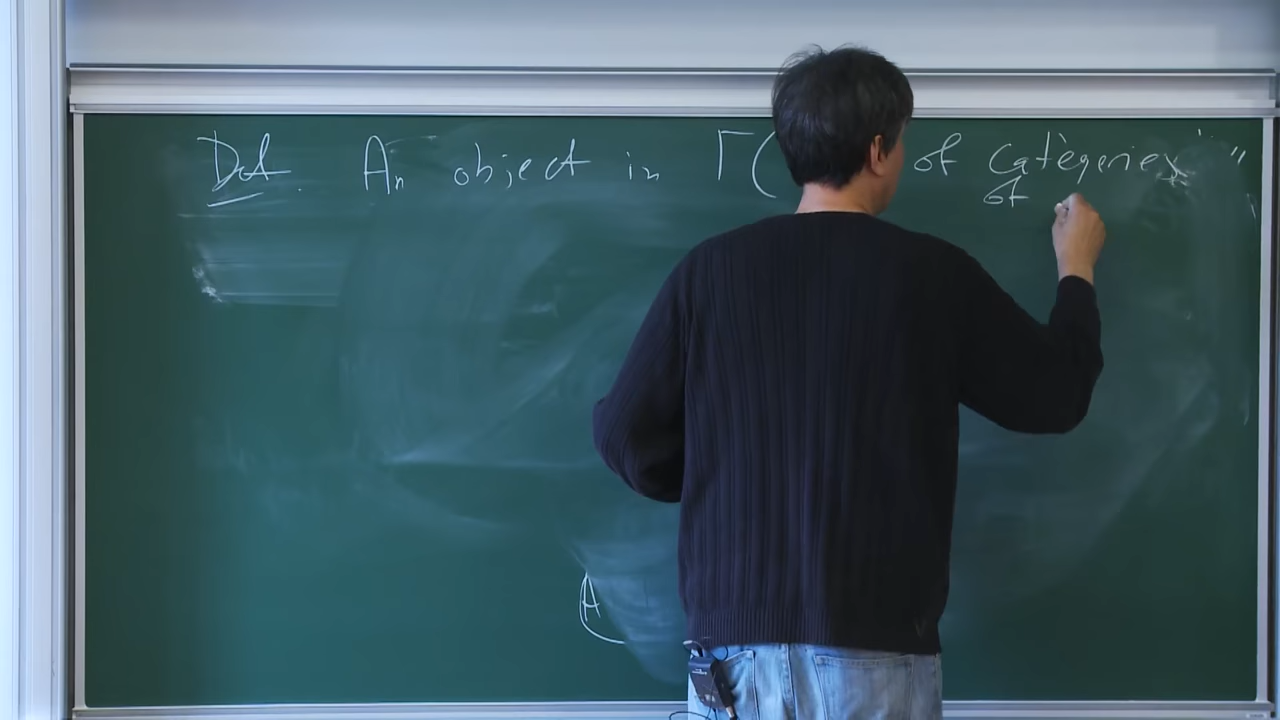 Def. An object in Γ( of categories "
of
A